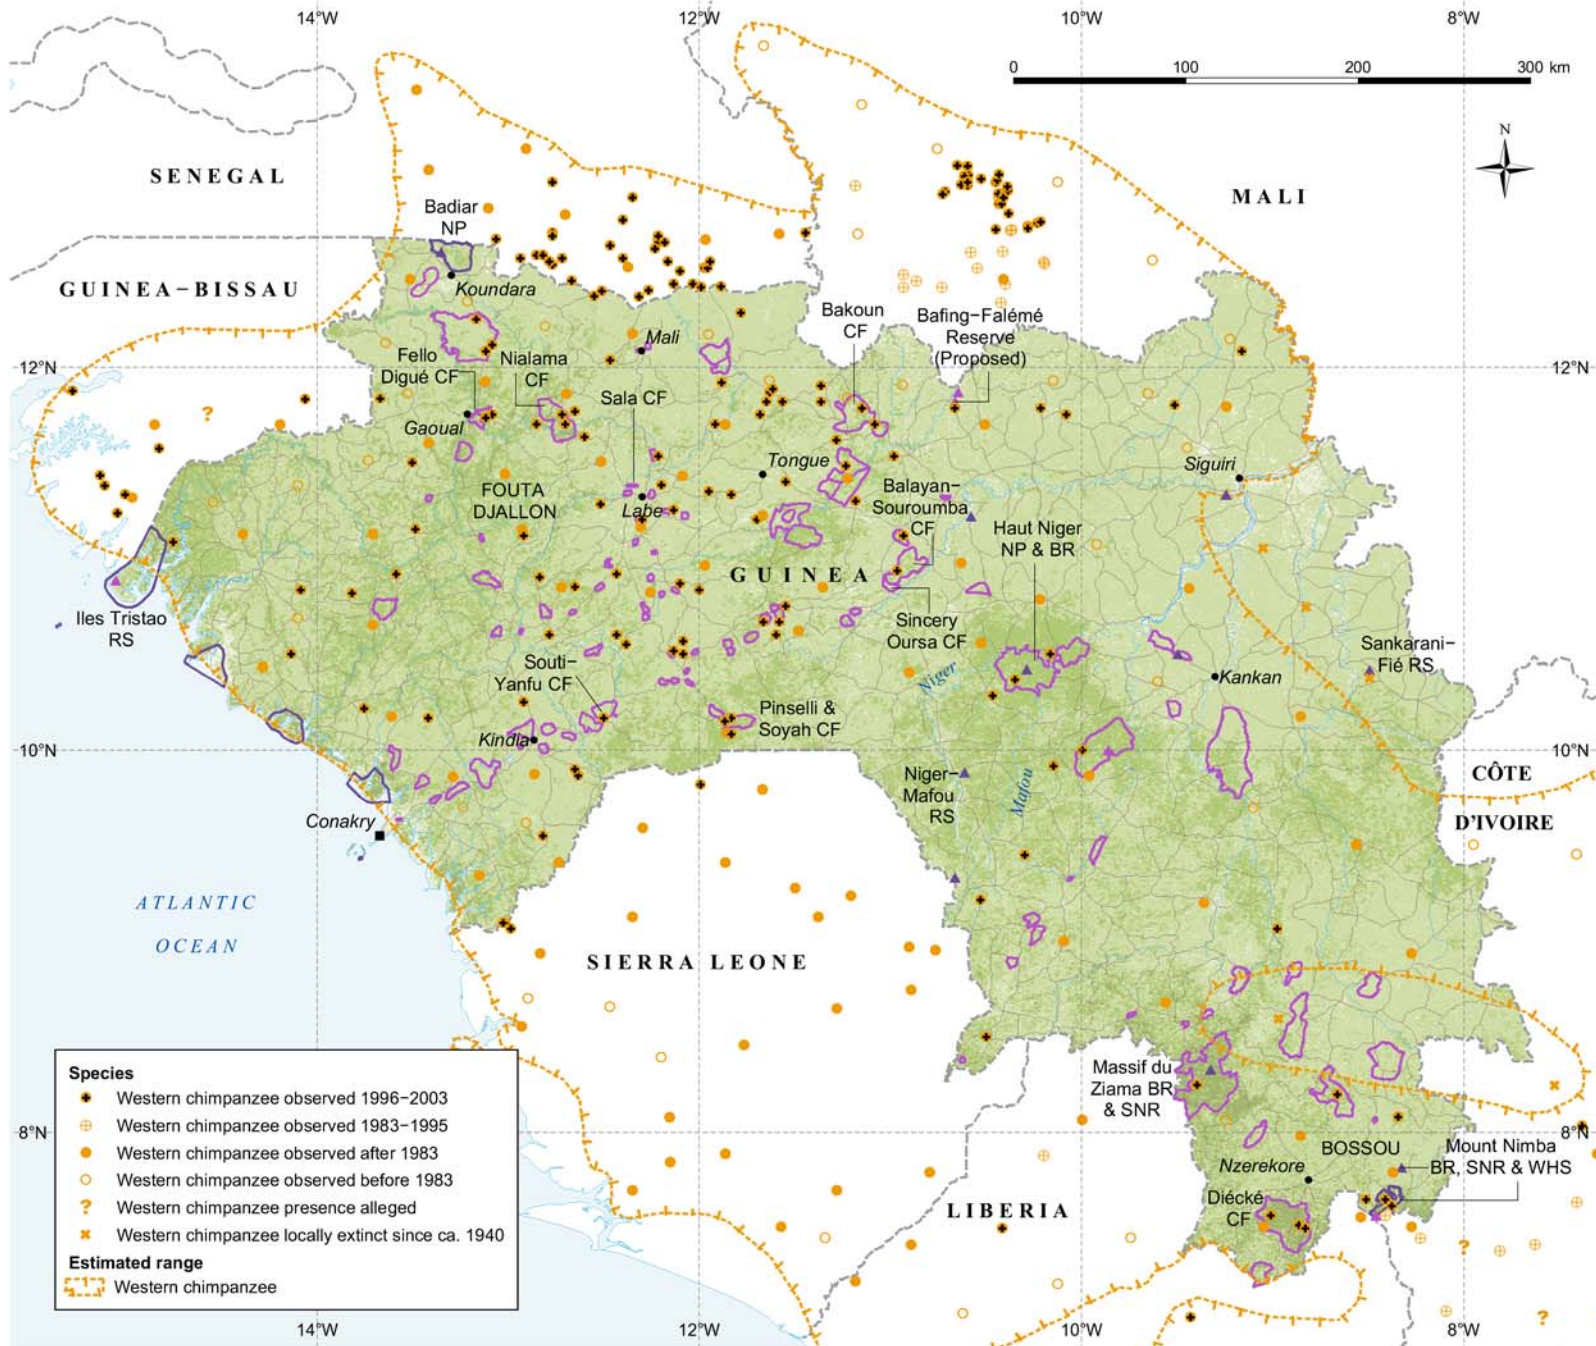 14°W
12°W
10°W
8°W
0
100
200
300 km
N
SENEGAL
MALI
Badiar
NP
GUINEA-BISSAU
Koundara
Bakoun
CF
Bafing-Falémé
Reserve
(Proposed)
Mali
12°N
Fello
Digué CF
Nialama
CF
12°N
Sala CF
?
Gaoual
Tongue
Siguiri
FOUTA
DJALLON
Labe
Balayan-
Souroumba
CF
Haut Niger
NP & BR
GUINEA
Iles Tristao
RS
Sincery
Oursa CF
Sankarani-
Fié RS
Souti-
Yanfu CF
Niger
Kankan
Pinselli &
Soyah CF
Kindia
10°N
10°N
Niger-
Mafou
RS
Mafou
CÔTE
D'IVOIRE
Conakry
ATLANTIC
OCEAN
SIERRA LEONE
Massif du
Ziama BR
& SNR
8°N
8°N
BOSSOU
Mount Nimba
BR, SNR & WHS
Nzerekore
Diécké
CF
LIBERIA
?
?
Species
Western chimpanzee observed 1996-2003
Western chimpanzee observed 1983-1995
Western chimpanzee observed after 1983
Western chimpanzee observed before 1983
? Western chimpanzee presence alleged
Western chimpanzee locally extinct since ca. 1940
Estimated range
Western chimpanzee
14°W
12°W
10°W
8°W